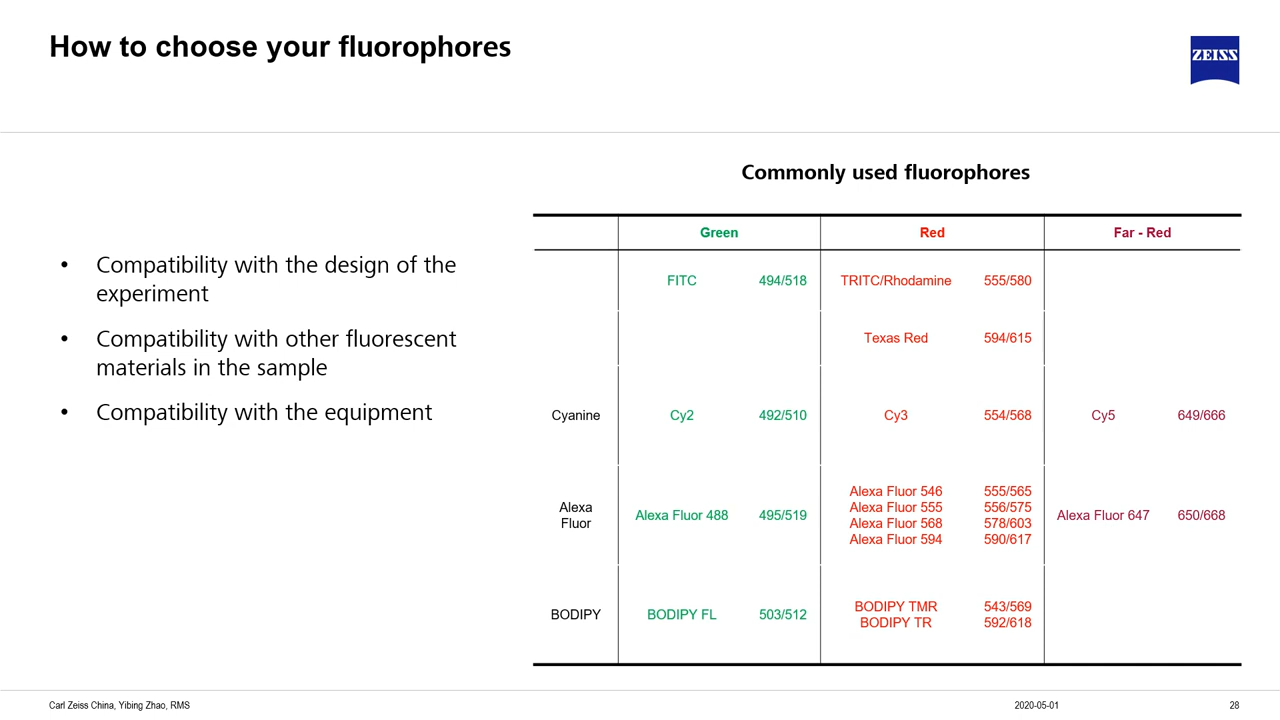 How to choose your fluorophores
ZEISS
Commonly used fluorophores
• Compatibility with the design of the
experiment
• Compatibility with other fluorescent
materials in the sample
• Compatibility with the equipment
Green Red Far - Red
FITC 494/518 TRITC/Rhodamine 555/580
Texas Red 594/615
Cyanine Cy2 492/510 Cy3 554/568 Cy5 649/666
Alexa
Fluor
Alexa Fluor 488 495/519
Alexa Fluor 546 555/565
Alexa Fluor 555 556/575
Alexa Fluor 568 578/603
Alexa Fluor 594 590/617
Alexa Fluor 647 650/668
BODIPY BODIPY FL 503/512
BODIPY TMR 543/569
BODIPY TR 592/618
Carl Zeiss China, Yibing Zhao, RMS 2020-05-01 28